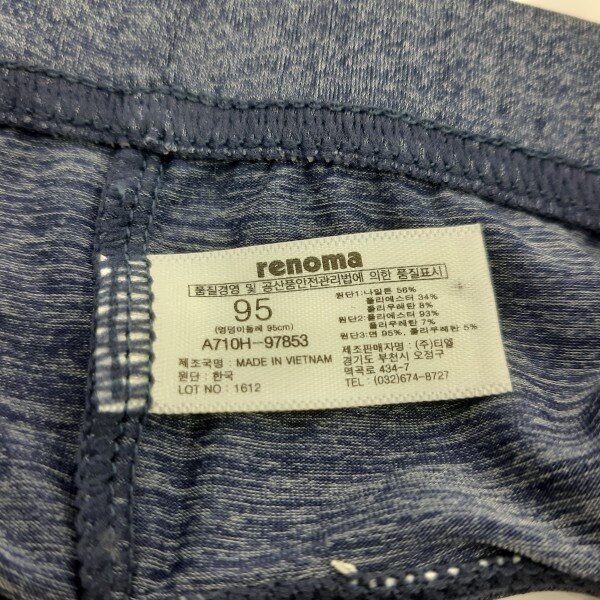 renoma
품질경영 및 공산품안전관리법에 의한 품질표시
95
(엉덩이둘레 95cm)
A710H-97853
제조국명 : MADE IN VIETNAM
원단 : 한국
LOT NO : 1612
원단1:나일론 58%
폴리에스터 34%
폴리우레탄 8%
원단2:폴리에스터 93%
폴리우레탄 7%
원단3:면 95%, 폴리우레탄 5%
제조판매자명 : (주)티엘
경기도 부천시 오정구
역곡로 434-7
TEL : (032)674-8727